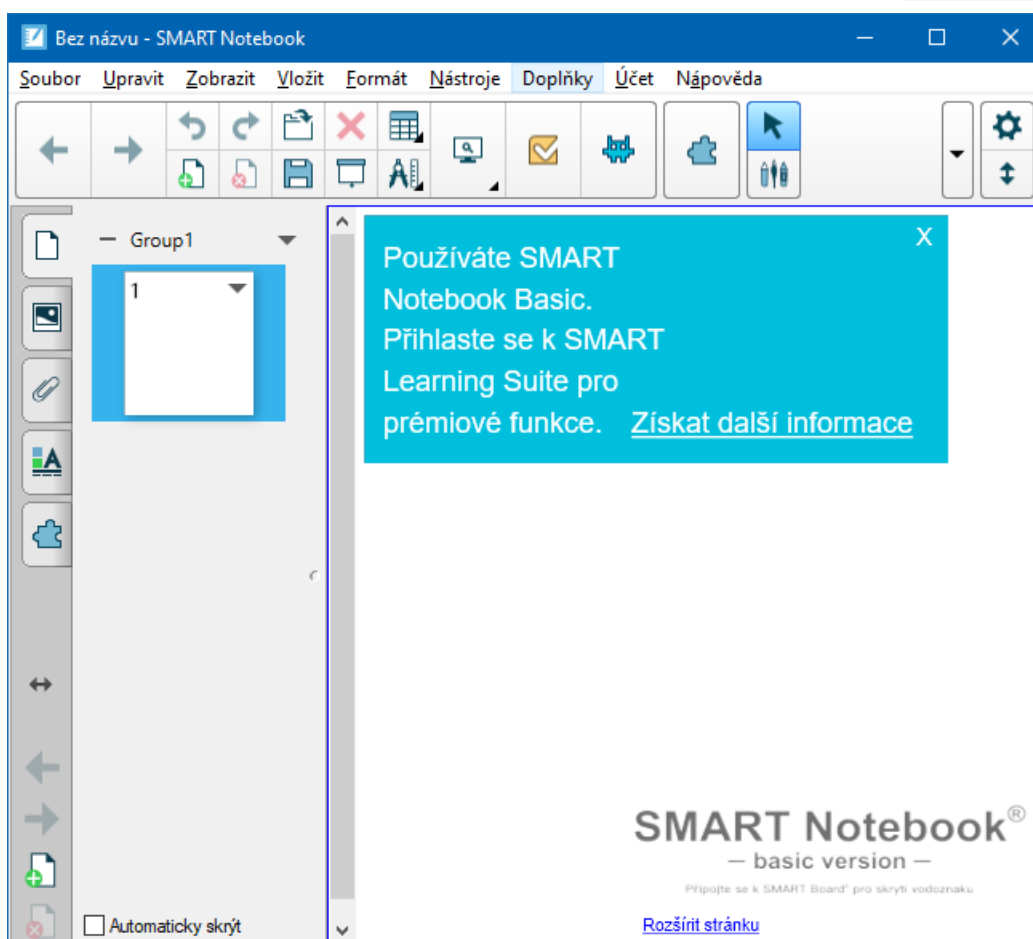 Bez názvu - SMART Notebook
Soubor Upravit Zobrazit Vložit Formát Nástroje Doplňky Účet Nápověda
Group1
1
X
Používáte SMART
Notebook Basic.
Přihlaste se k SMART
Learning Suite pro
prémiové funkce. Získat další informace
SMART Notebook®
— basic version —
Připojte se k SMART Board® pro skrytí vodoznaku
Rozšířit stránku
Automaticky skrýt